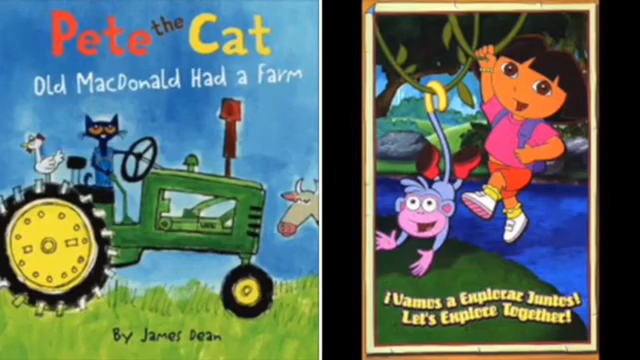 Pete the Cat
Old MacDonald Had a Farm
By James Dean
¡Vamos a Explorar Juntos!
Let's Explore Together!